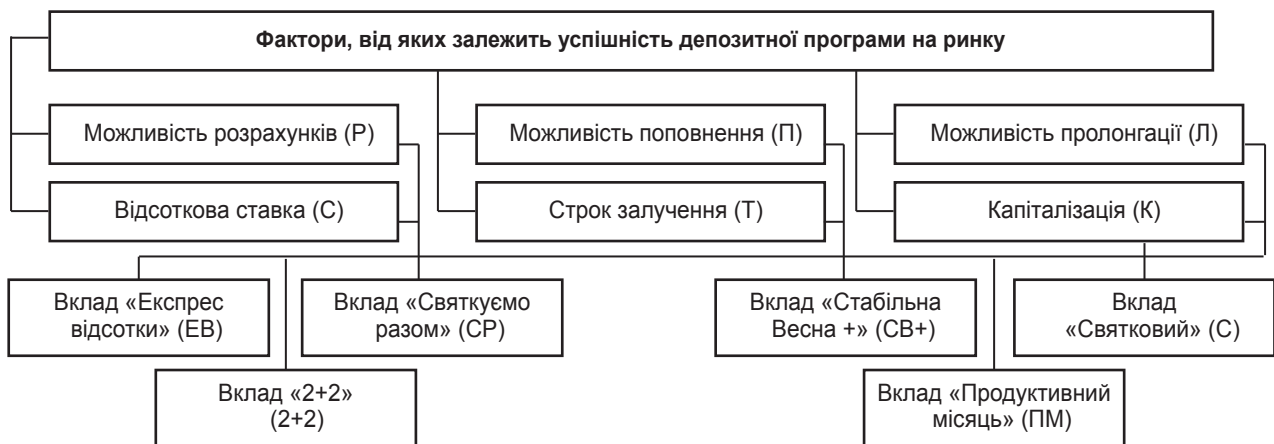 Фактори, від яких залежить успішність депозитної програми на ринку
Можливість розрахунків (Р)
Можливість поповнення (П)
Можливість пролонгації (Л)
Відсоткова ставка (С)
Строк залучення (Т)
Капіталізація (К)
Вклад «Експрес
відсотки» (ЕВ)
Вклад «Святкуємо
разом» (СР)
Вклад «Стабільна
Весна +» (СВ+)
Вклад
«Святковий» (С)
Вклад «2+2»
(2+2)
Вклад «Продуктивний
місяць» (ПМ)